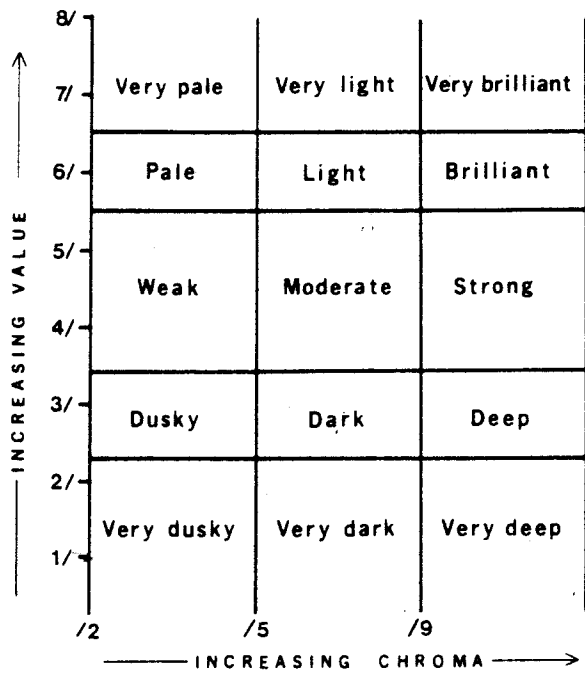 8/
7/
Very pale Very light Very brilliant
6/
Pale Light Brilliant
5/
Weak Moderate Strong
4/
3/
Dusky Dark Deep
2/
Very dusky Very dark Very deep
1/
/2 /5 /9
INCREASING VALUE
INCREASING CHROMA